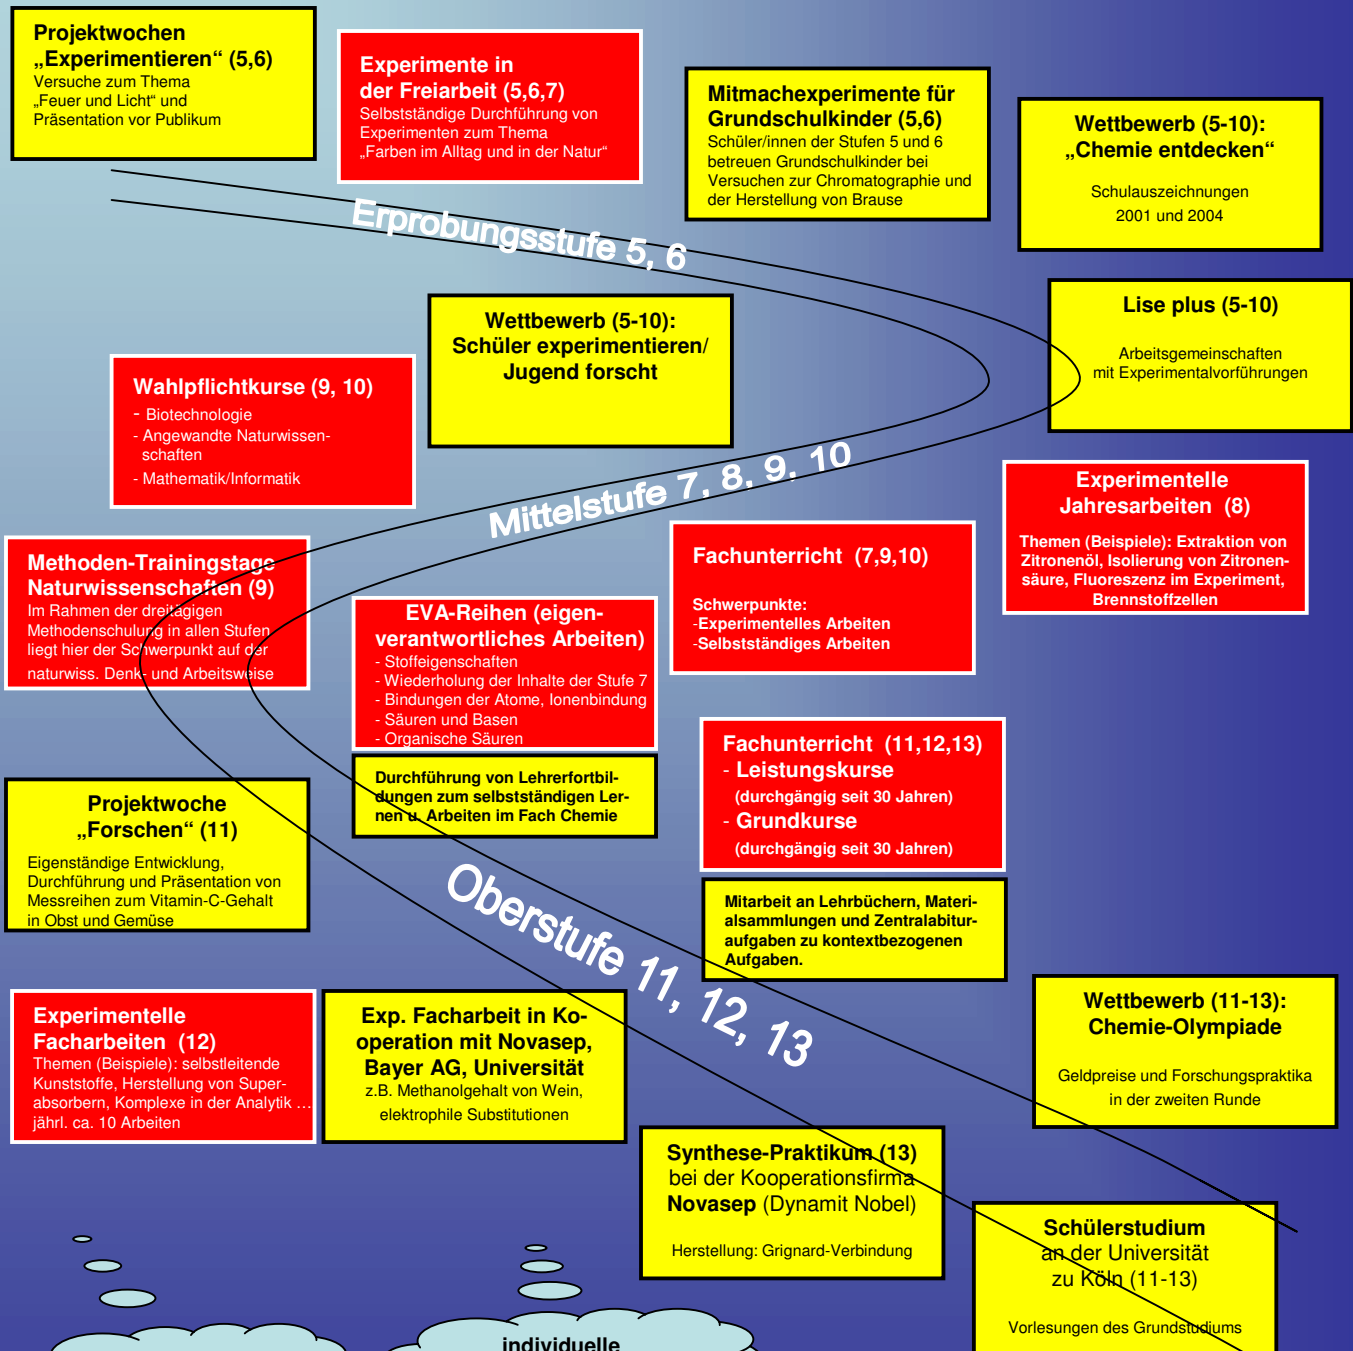 Projektwochen
„Experimentieren“ (5,6)
Versuche zum Thema
„Feuer und Licht“ und
Präsentation vor Publikum
Experimente in
der Freiarbeit (5,6,7)
Selbstständige Durchführung von
Experimenten zum Thema
„Farben im Alltag und in der Natur“
Mitmachexperimente für
Grundschulkinder (5,6)
Schüler/innen der Stufen 5 und 6
betreuen Grundschulkinder bei
Versuchen zur Chromatographie und
der Herstellung von Brause
Wettbewerb (5-10):
„Chemie entdecken“
Schulauszeichnungen
2001 und 2004
Erprobungsstufe 5, 6
Wettbewerb (5-10):
Schüler experimentieren/
Jugend forscht
Lise plus (5-10)
Arbeitsgemeinschaften
mit Experimentalvorführungen
Wahlpflichtkurse (9, 10)
- Biotechnologie
- Angewandte Naturwissen-
schaften
- Mathematik/Informatik
Mittelstufe 7, 8, 9, 10
Experimentelle
Jahresarbeiten (8)
Themen (Beispiele): Extraktion von
Zitronenöl, Isolierung von Zitronen-
säure, Fluoreszenz im Experiment,
Brennstoffzellen
Methoden-Trainingstage
Naturwissenschaften (9)
Im Rahmen der dreitägigen
Methodenschulung in allen Stufen
liegt hier der Schwerpunkt auf der
naturwiss. Denk- und Arbeitsweise
Fachunterricht (7,9,10)
Schwerpunkte:
-Experimentelles Arbeiten
-Selbstständiges Arbeiten
EVA-Reihen (eigen-
verantwortliches Arbeiten)
- Stoffeigenschaften
- Wiederholung der Inhalte der Stufe 7
- Bindungen der Atome, Ionenbindung
- Säuren und Basen
- Organische Säuren
Durchführung von Lehrerfortbil-
dungen zum selbstständigen Ler-
nen u. Arbeiten im Fach Chemie
Fachunterricht (11,12,13)
- Leistungskurse
(durchgängig seit 30 Jahren)
- Grundkurse
(durchgängig seit 30 Jahren)
Projektwoche
„Forschen“ (11)
Eigenständige Entwicklung,
Durchführung und Präsentation von
Messreihen zum Vitamin-C-Gehalt
in Obst und Gemüse
Mitarbeit an Lehrbüchern, Materi-
alsammlungen und Zentralabitur-
aufgaben zu kontextbezogenen
Aufgaben.
Oberstufe 11, 12, 13
Experimentelle
Facharbeiten (12)
Themen (Beispiele): selbstleitende
Kunststoffe, Herstellung von Super-
absorbern, Komplexe in der Analytik ...
jährl. ca. 10 Arbeiten
Exp. Facharbeit in Ko-
operation mit Novasep,
Bayer AG, Universität
z.B. Methanolgehalt von Wein,
elektrophile Substitutionen
Wettbewerb (11-13):
Chemie-Olympiade
Geldpreise und Forschungspraktika
in der zweiten Runde
Synthese-Praktikum (13)
bei der Kooperationsfirma
Novasep (Dynamit Nobel)
Herstellung: Grignard-Verbindung
Schülerstudium
an der Universität
zu Köln (11-13)
Vorlesungen des Grundstudiums
individuelle